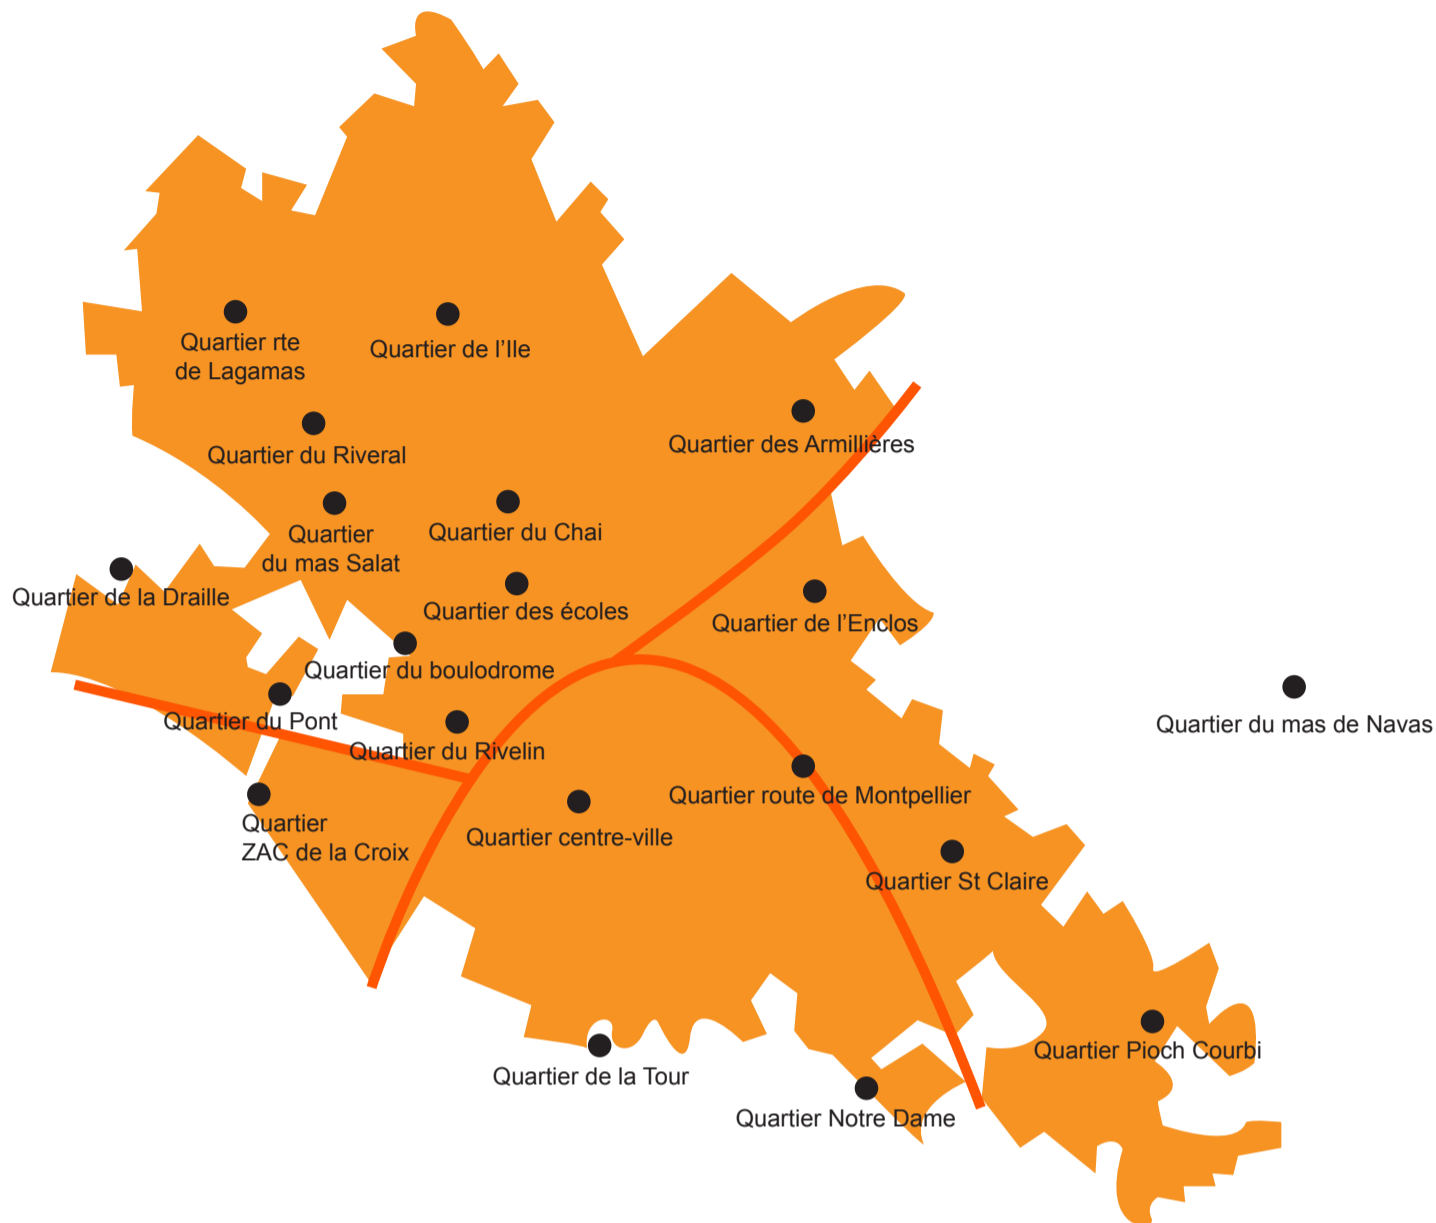 Quartier rte
de Lagamas
Quartier de l’Ile
Quartier des Armillières
Quartier du Riveral
Quartier
du mas Salat
Quartier du Chai
Quartier de la Draille
Quartier des écoles
Quartier de l’Enclos
Quartier du boulodrome
Quartier du Pont
Quartier du mas de Navas
Quartier du Rivelin
Quartier route de Montpellier
Quartier
ZAC de la Croix
Quartier centre-ville
Quartier St Claire
Quartier Pioch Courbi
Quartier de la Tour
Quartier Notre Dame